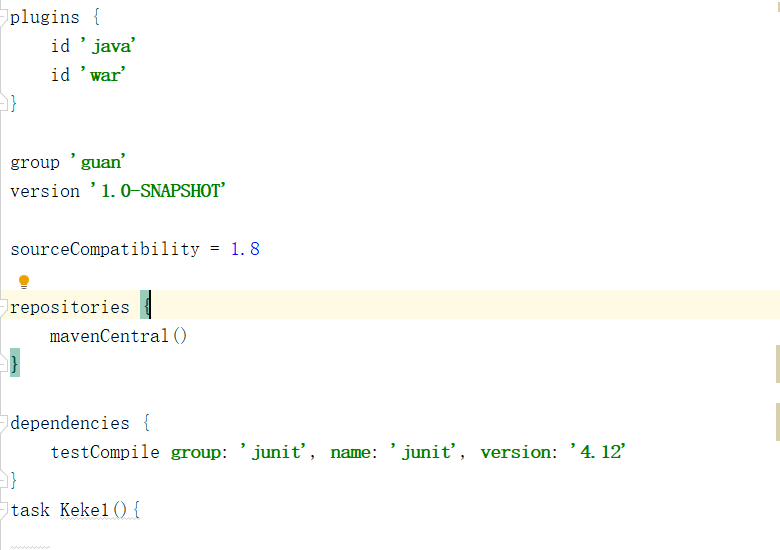 plugins {
    id 'java'
    id 'war'
}
group 'guan'
version '1.0-SNAPSHOT'
sourceCompatibility = 1.8
repositories {
    mavenCentral()
}
dependencies {
    testCompile group: 'junit', name: 'junit', version: '4.12'
}
task Keke1(){